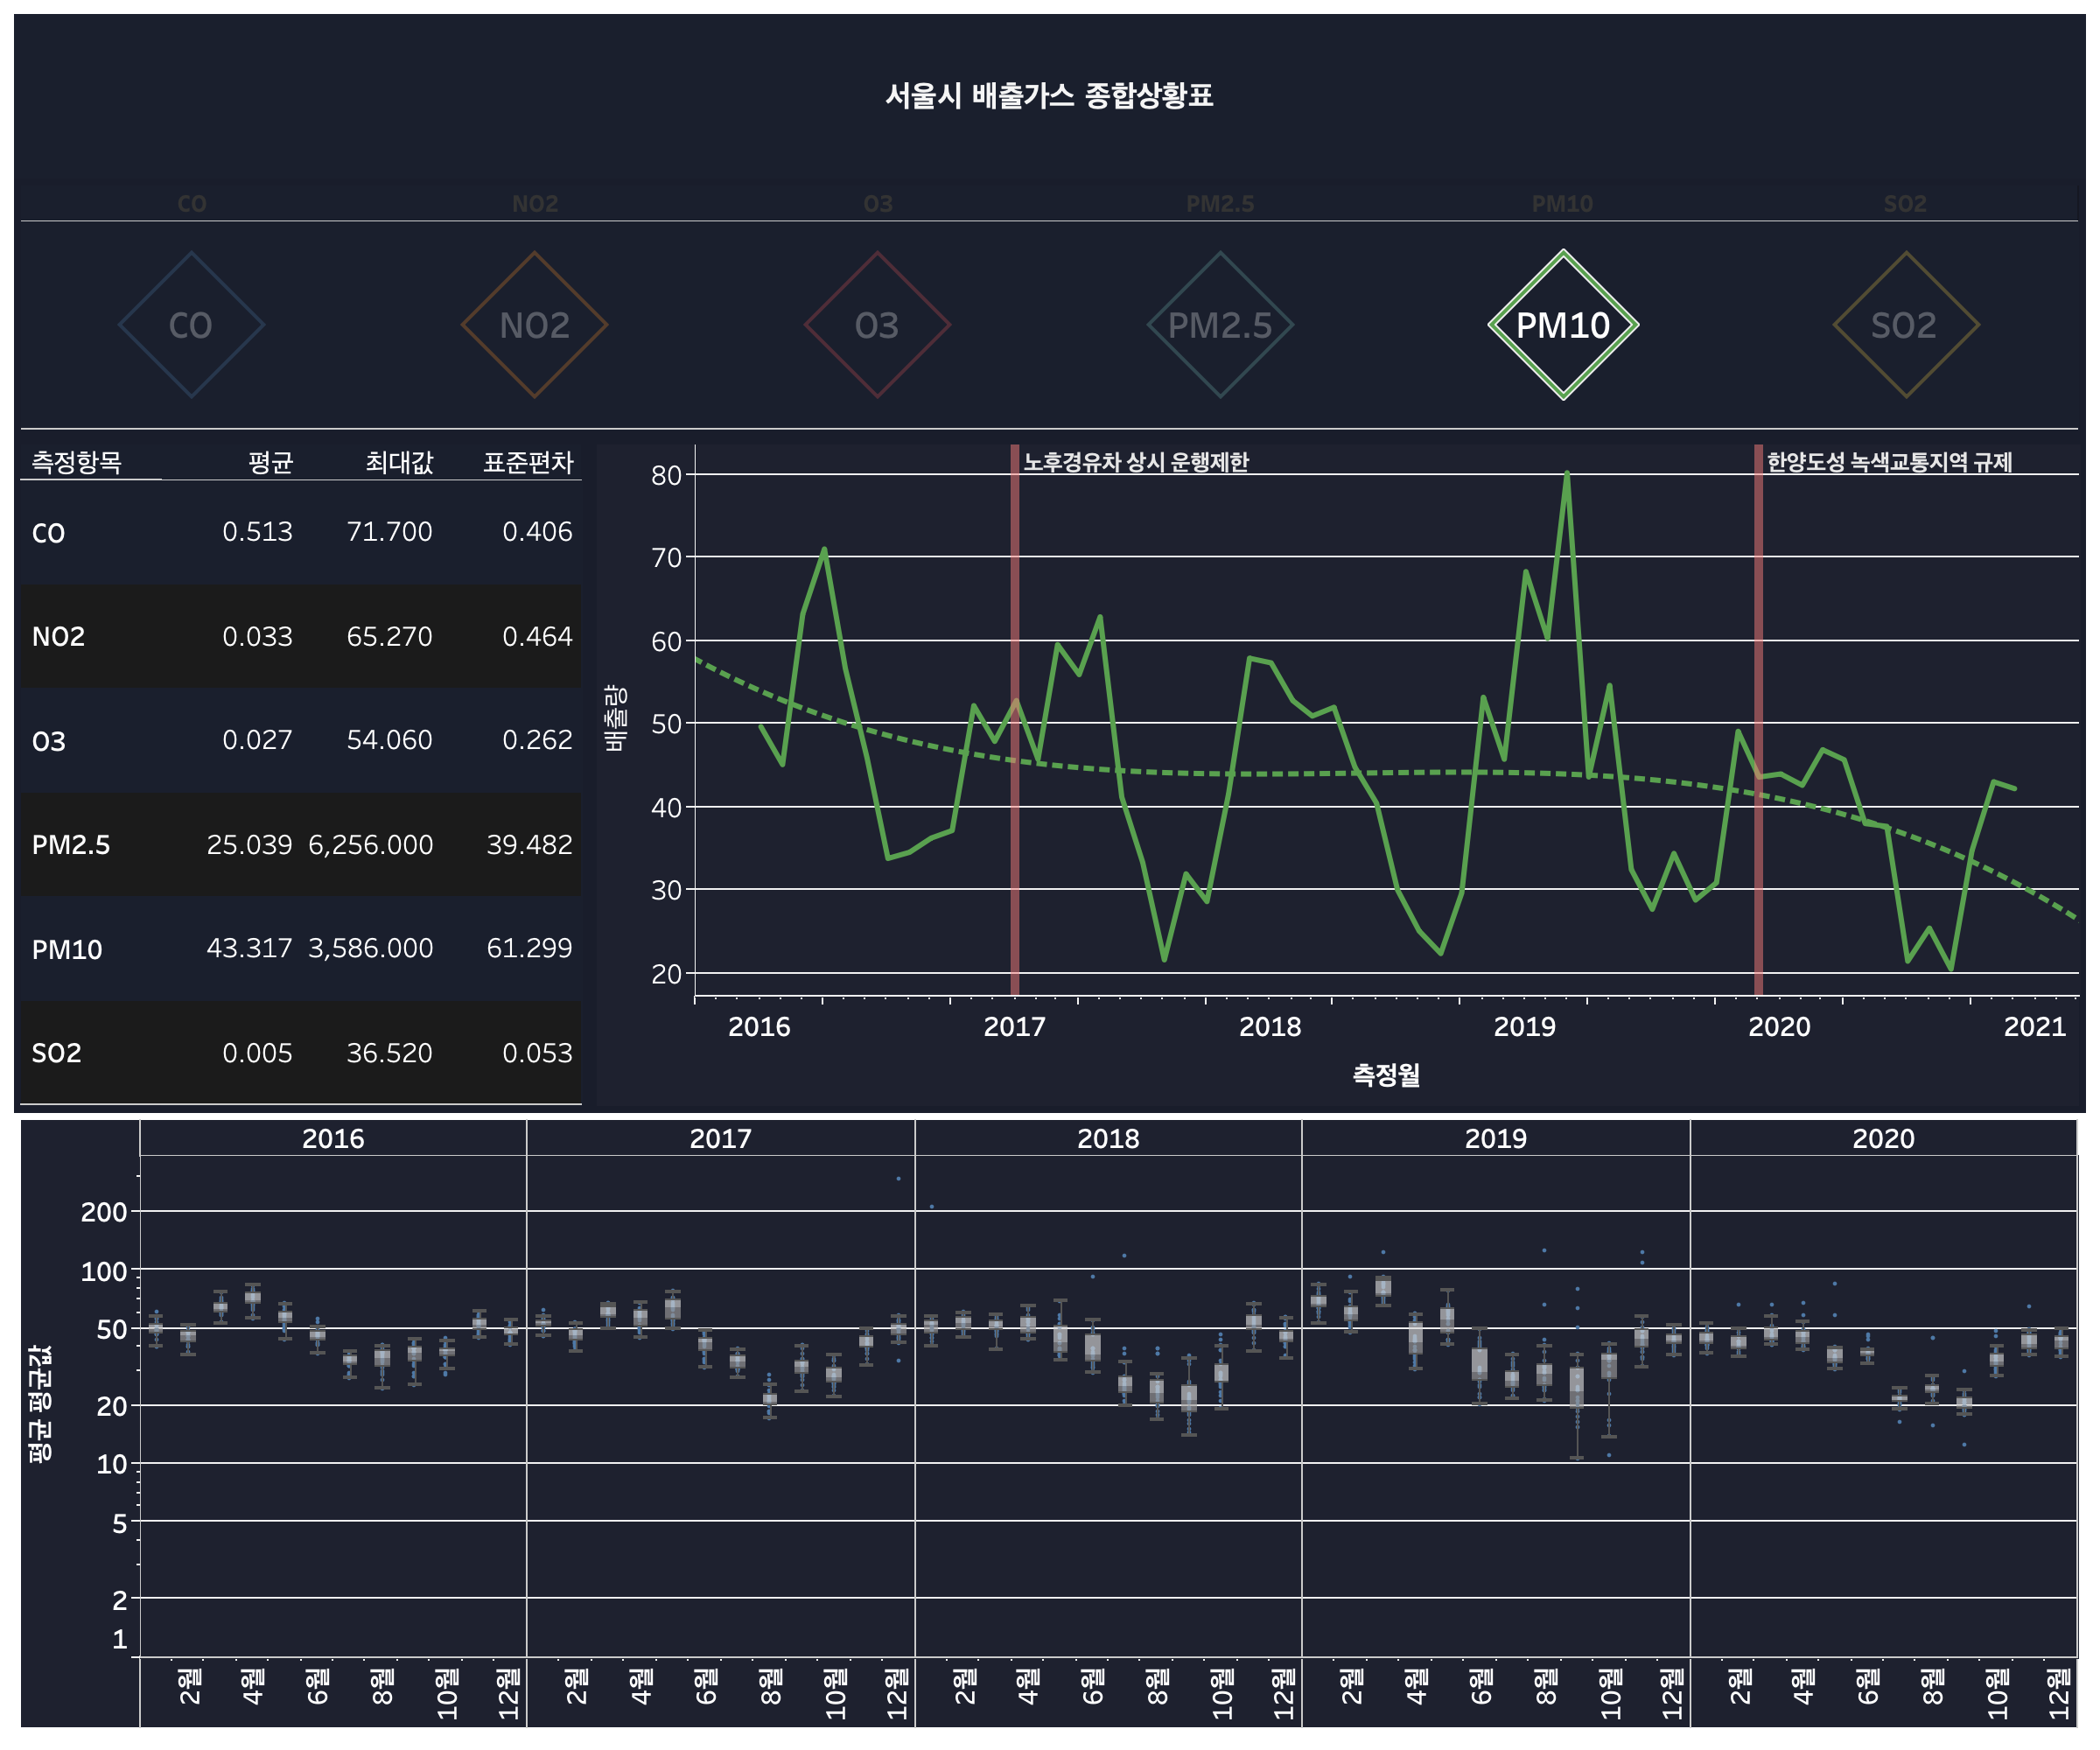 서울시 배출가스 종합상황표
CO NO2 O3 PM2.5 PM10 SO2
CO NO2 O3 PM2.5 PM10 SO2
측정항목 평균 최대값 표준편차
CO 0.513 71.700 0.406
NO2 0.033 65.270 0.464
O3 0.027 54.060 0.262
PM2.5 25.039 6,256.000 39.482
PM10 43.317 3,586.000 61.299
SO2 0.005 36.520 0.053
노후경유차 상시 운행제한
한양도성 녹색교통지역 규제
80
70
60
50
40
30
20
배출량
2016 2017 2018 2019 2020 2021
측정월
2016 2017 2018 2019 2020
200
100
50
20
10
5
2
1
평균 평균값
2월 4월 6월 8월 10월 12월 2월 4월 6월 8월 10월 12월 2월 4월 6월 8월 10월 12월 2월 4월 6월 8월 10월 12월 2월 4월 6월 8월 10월 12월